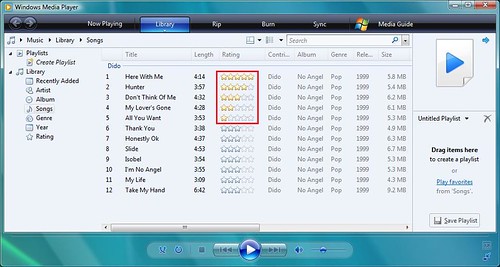 Windows Media Player
Now Playing Library Rip Burn Sync Media Guide
Music Library Songs Search
Playlists
Create Playlist
Library
Recently Added
Artist
Album
Songs
Genre
Year
Rating
Title Length Rating Contri... Album Genre Rele... Size
Dido
1 Here With Me 4:14 Dido No Angel Pop 1999 5.8 MB
2 Hunter 3:57 Dido No Angel Pop 1999 5.4 MB
3 Don't Think Of Me 4:32 Dido No Angel Pop 1999 6.2 MB
4 My Lover's Gone 4:28 Dido No Angel Pop 1999 6.1 MB
5 All You Want 3:53 Dido No Angel Pop 1999 5.3 MB
6 Thank You 3:38 Dido No Angel Pop 1999 4.9 MB
7 Honestly Ok 4:37 Dido No Angel Pop 1999 6.3 MB
8 Slide 4:53 Dido No Angel Pop 1999 6.7 MB
9 Isobel 3:54 Dido No Angel Pop 1999 5.3 MB
10 I'm No Angel 3:55 Dido No Angel Pop 1999 5.3 MB
11 My Life 3:09 Dido No Angel Pop 1999 4.3 MB
12 Take My Hand 6:42 Dido No Angel Pop 1999 9.2 MB
Untitled Playlist
Drag items here
to create a playlist
or
Play favorites
from 'Songs'.
Save Playlist